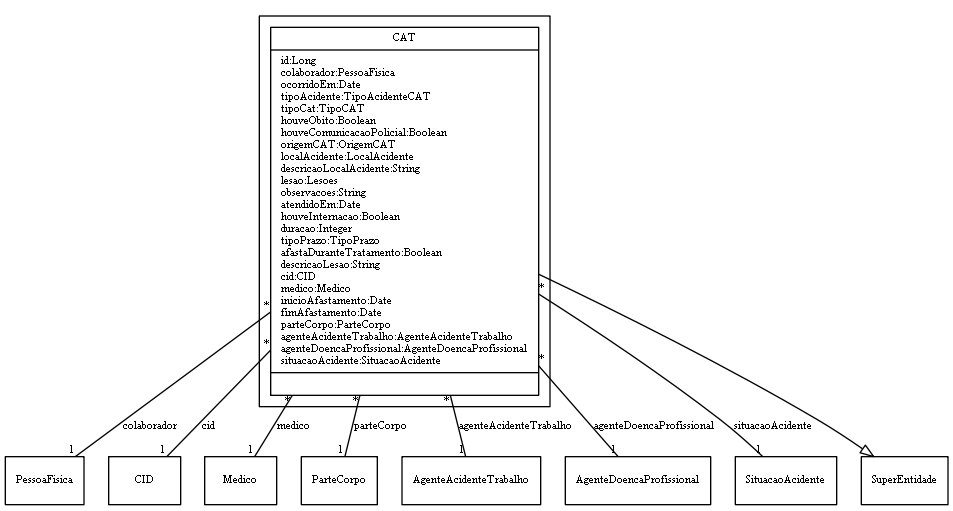 CAT
id:Long
colaborador:PessoaFisica
ocorridoEm:Date
tipoAcidente:TipoAcidenteCAT
tipoCat:TipoCAT
houveObito:Boolean
houveComunicacaoPolicial:Boolean
origemCAT:OrigemCAT
localAcidente:LocalAcidente
descricaoLocalAcidente:String
lesao:Lesoes
observacoes:String
atendidoEm:Date
houveInternacao:Boolean
duracao:Integer
tipoPrazo:TipoPrazo
afastaDuranteTratamento:Boolean
descricaoLesao:String
cid:CID
medico:Medico
inicioAfastamento:Date
fimAfastamento:Date
parteCorpo:ParteCorpo
agenteAcidenteTrabalho:AgenteAcidenteTrabalho
agenteDoencaProfissional:AgenteDoencaProfissional
situacaoAcidente:SituacaoAcidente
* * * * * * *
colaborador cid medico parteCorpo agenteAcidenteTrabalho agenteDoencaProfissional situacaoAcidente
1 1 1 1 1 1 1
PessoaFisica CID Medico ParteCorpo AgenteAcidenteTrabalho AgenteDoencaProfissional SituacaoAcidente SuperEntidade